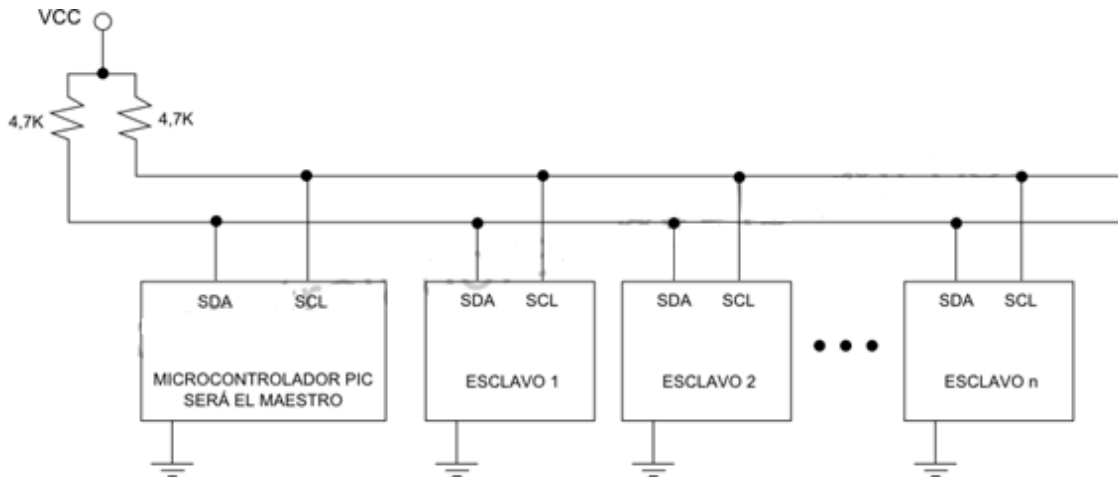 VCC
4,7K
4,7K
SDA
SCL
SDA
SCL
SDA
SCL
SDA
SCL
MICROCONTROLADOR PIC
SERÁ EL MAESTRO
ESCLAVO 1
ESCLAVO 2
ESCLAVO n